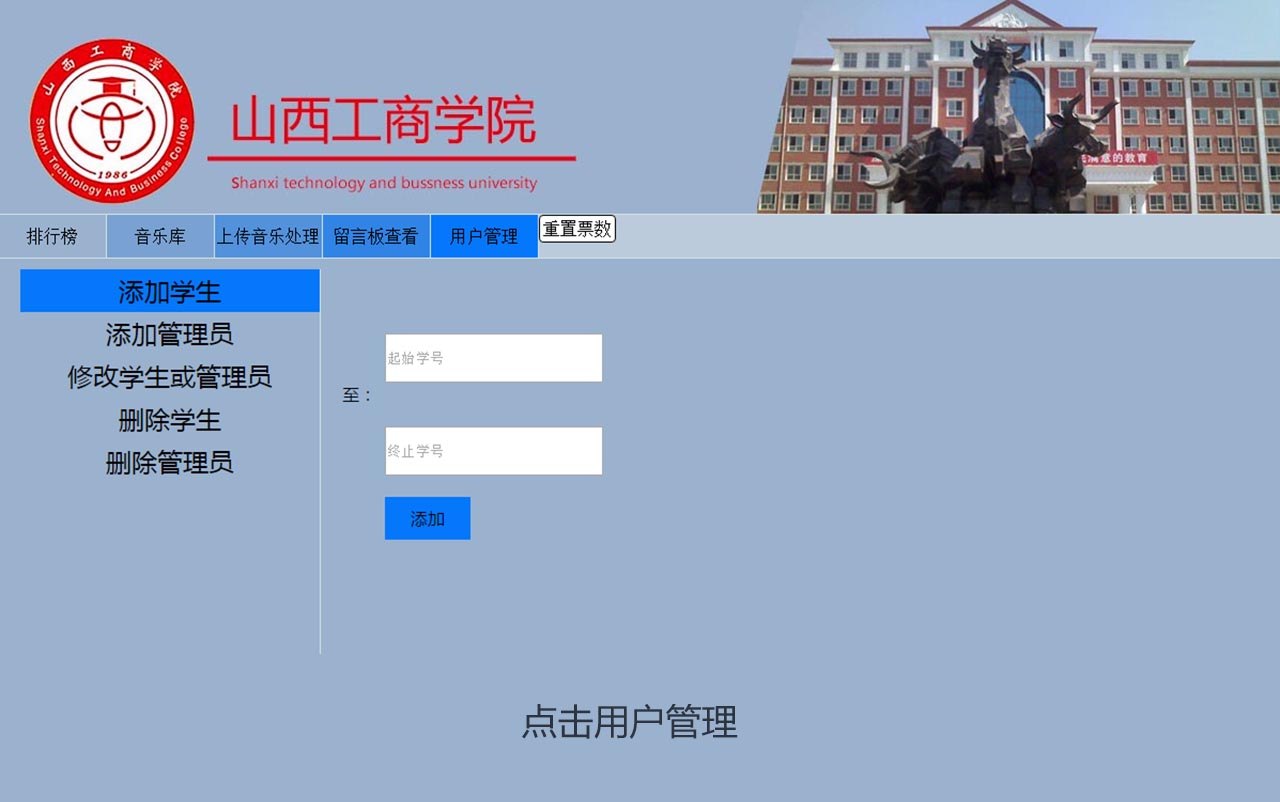 山西工商学院
Shanxi Technology And Business College
1986
山西工商学院
Shanxi technology and bussness university
满意的教育
排行榜
音乐库
上传音乐处理
留言板查看
用户管理
重置票数
添加学生
添加管理员
修改学生或管理员
删除学生
删除管理员
起始学号
至：
终止学号
添加
点击用户管理